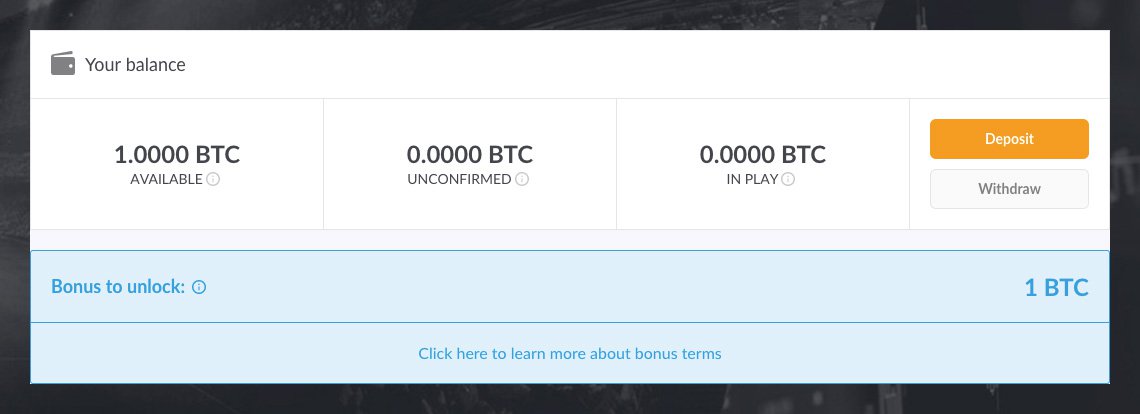 Your balance
1.0000 BTC
AVAILABLE
0.0000 BTC
UNCONFIRMED
0.0000 BTC
IN PLAY
Deposit
Withdraw
Bonus to unlock:
1 BTC
Click here to learn more about bonus terms